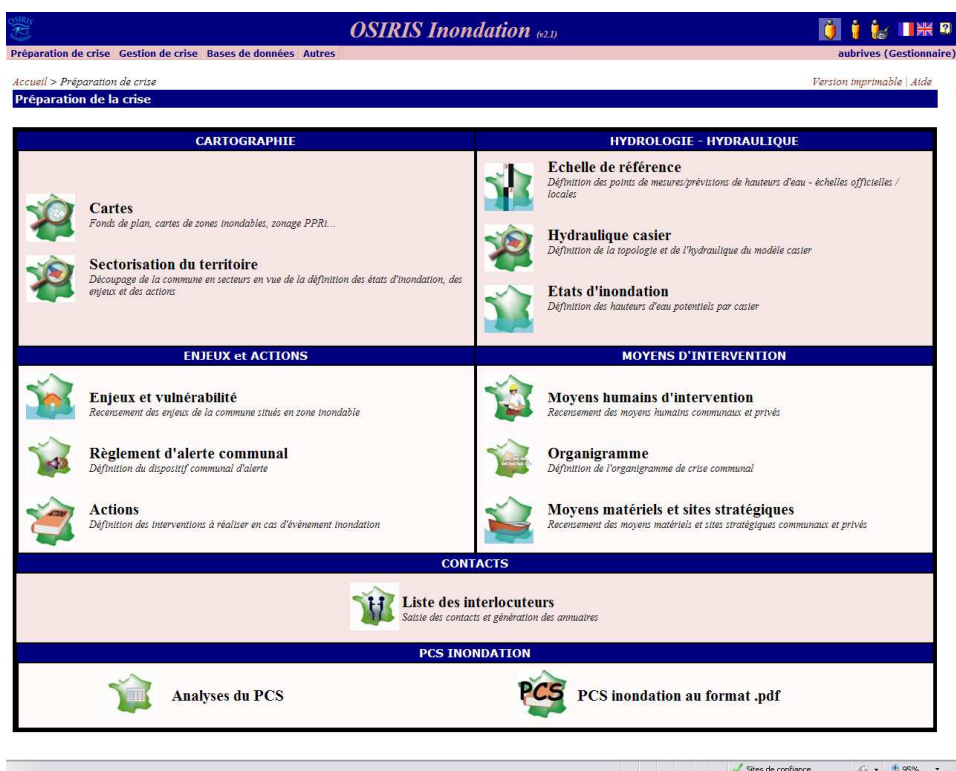 OSIRIS
OSIRIS Inondation (v2.1)
Préparation de crise Gestion de crise Bases de données Autres
aubrives (Gestionnaire)
Accueil > Préparation de crise
Version imprimable | Aide
Préparation de la crise
CARTOGRAPHIE
Cartes
Fonds de plan, cartes de zones inondables, zonage PPRi...
Sectorisation du territoire
Découpage de la commune en secteurs en vue de la définition des états d'inondation, des
enjeux et des actions
HYDROLOGIE - HYDRAULIQUE
Echelle de référence
Définition des points de mesures/prévisions de hauteurs d'eau - échelles officielles /
locales
Hydraulique casier
Définition de la topologie et de l'hydraulique du modèle casier
Etats d'inondation
Définition des hauteurs d'eau potentiels par casier
ENJEUX et ACTIONS
Enjeux et vulnérabilité
Recensement des enjeux de la commune situés en zone inondable
Règlement d'alerte communal
Définition du dispositif communal d'alerte
Actions
Définition des interventions à réaliser en cas d'évènement inondation
MOYENS D'INTERVENTION
Moyens humains d'intervention
Recensement des moyens humains communaux et privés
Organigramme
Définition de l'organigramme de crise communal
Moyens matériels et sites stratégiques
Recensement des moyens matériels et sites stratégiques communaux et privés
CONTACTS
Liste des interlocuteurs
Saisie des contacts et génération des annuaires
PCS INONDATION
Analyses du PCS
PCS
PCS inondation au format .pdf
Sites de confiance
95%